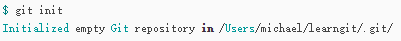 $ git init
Initialized empty Git repository in /Users/michael/learngit/.git/